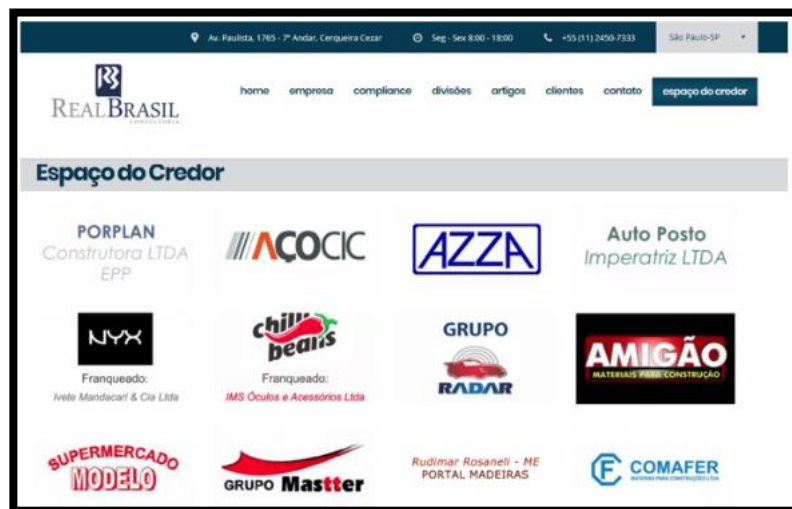 Av. Paulista, 1765 - 7º Andar, Cerqueira Cezar
Seg - Sex 8:00 - 18:00
+55 (11) 2450-7333
São Paulo-SP
REALBRASIL
CONSULTORIA
home empresa compliance divisões artigos clientes contato espaço do credor
Espaço do Credor
PORPLAN
Construtora LTDA
EPP
AÇOCIC
AZZA
Auto Posto
Imperatriz LTDA
NYX
Franqueado:
Ivete Mandacari & Cia Ltda
chilli
beans
Franqueado:
IMS Óculos e Acessórios Ltda
GRUPO
RADAR
AMIGÃO
MATERIAIS PARA CONSTRUÇÃO
SUPERMERCADO
MODELO
GRUPO Mastter
Rudimar Rosaneli - ME
PORTAL MADEIRAS
COMAFER